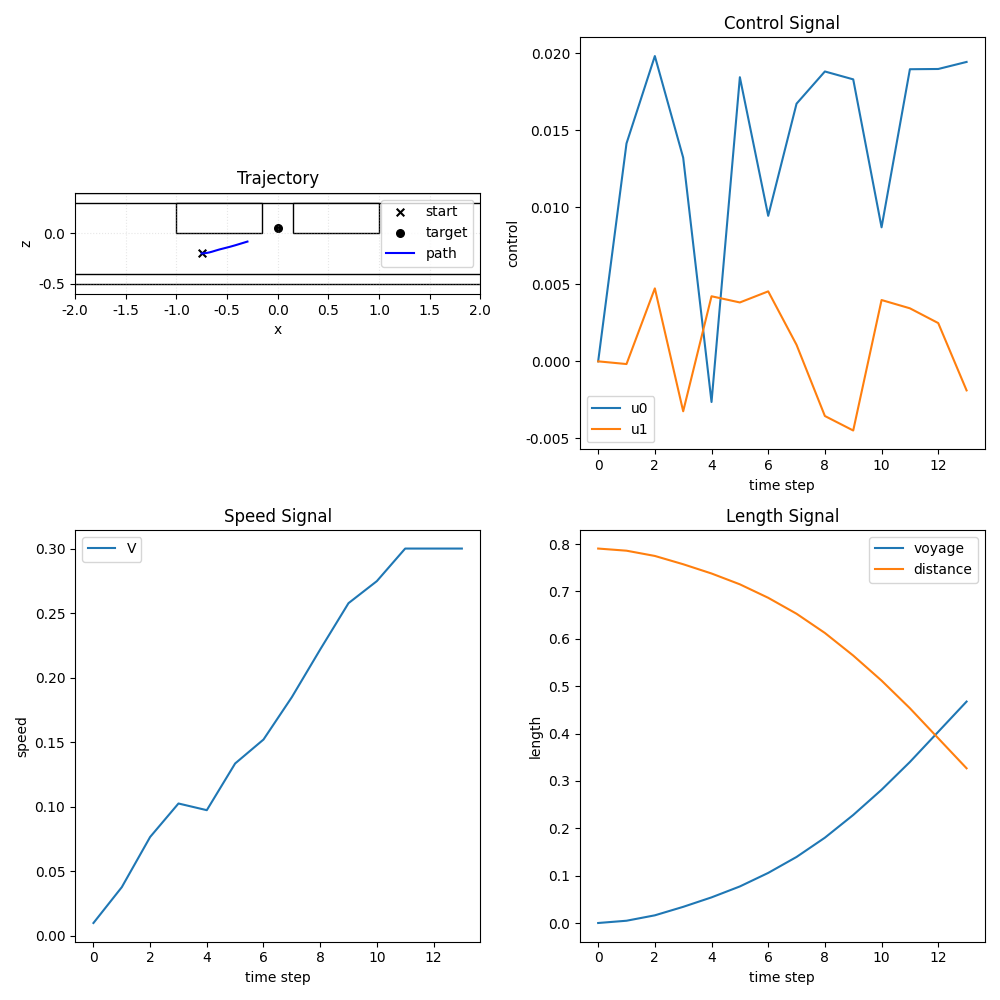 Trajectory
z
0.0
-0.5
start
target
path
-2.0 -1.5 -1.0 -0.5 0.0 0.5 1.0 1.5 2.0
x
Control Signal
control
0.020
0.015
0.010
0.005
0.000
-0.005
u0
u1
0 2 4 6 8 10 12
time step
Speed Signal
speed
0.30
0.25
0.20
0.15
0.10
0.05
0.00
V
0 2 4 6 8 10 12
time step
Length Signal
length
0.8
0.7
0.6
0.5
0.4
0.3
0.2
0.1
0.0
voyage
distance
0 2 4 6 8 10 12
time step